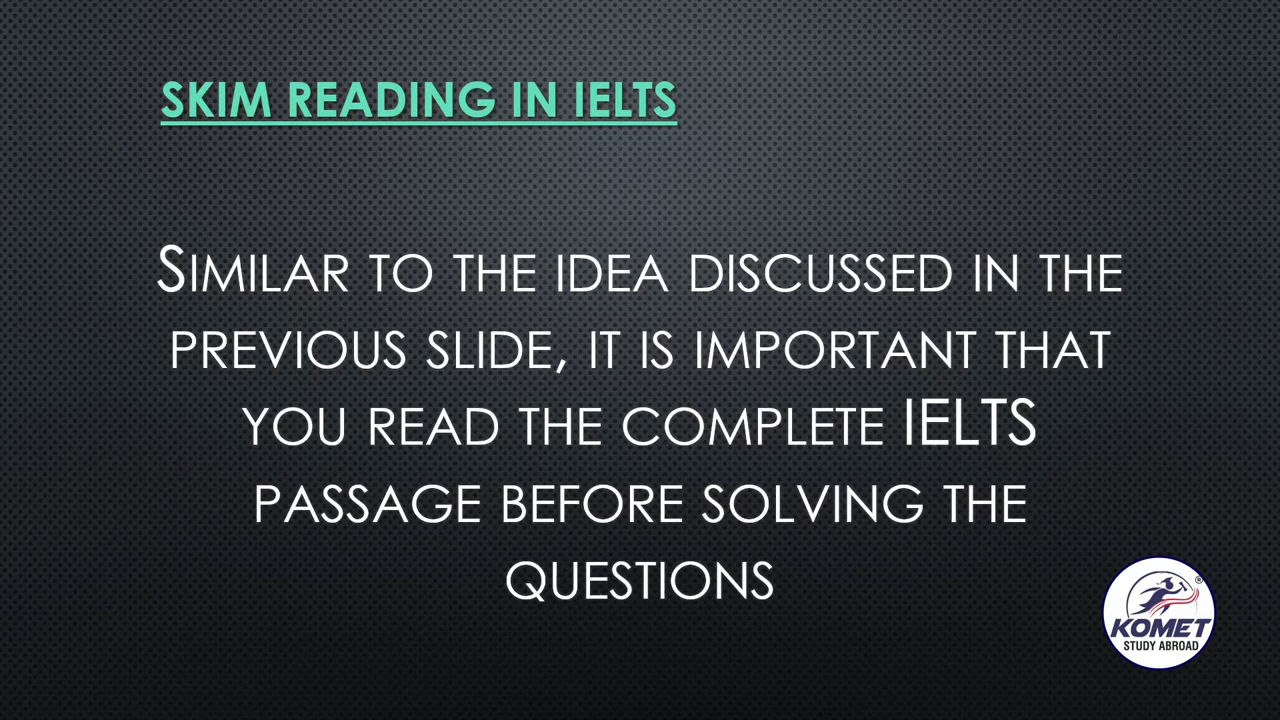 SKIM READING IN IELTS
SIMILAR TO THE IDEA DISCUSSED IN THE
PREVIOUS SLIDE, IT IS IMPORTANT THAT
YOU READ THE COMPLETE IELTS
PASSAGE BEFORE SOLVING THE
QUESTIONS
®
KOMET
STUDY ABROAD